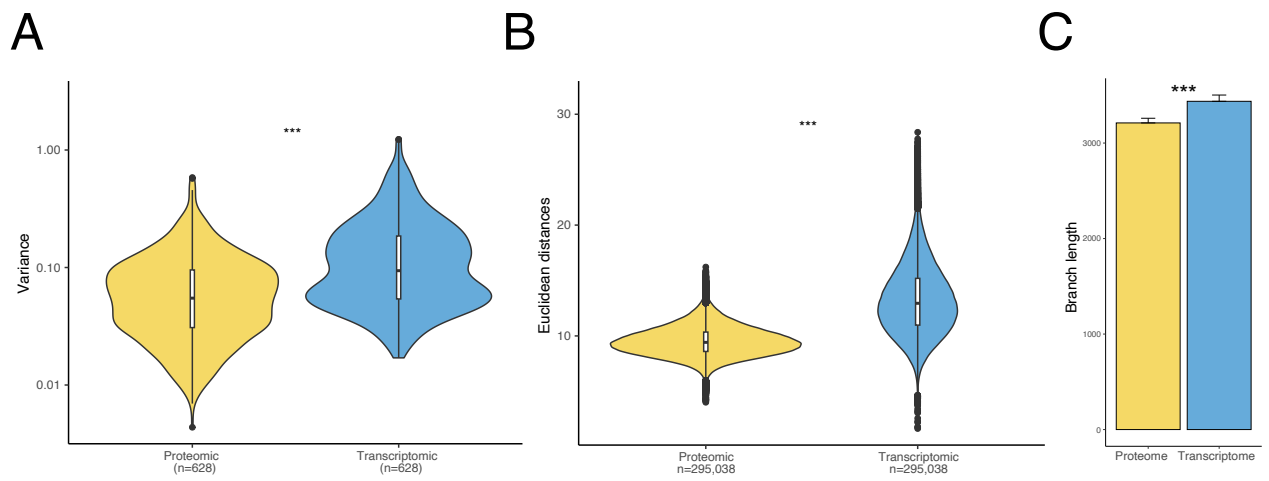 A
Variance
1.00
0.10
0.01
***
Proteomic
(n=628)
Transcriptomic
(n=628)
B
Euclidean distances
30
20
10
***
Proteomic
n=295,038
Transcriptomic
n=295,038
C
Branch length
3000
2000
1000
0
***
Proteome
Transcriptome